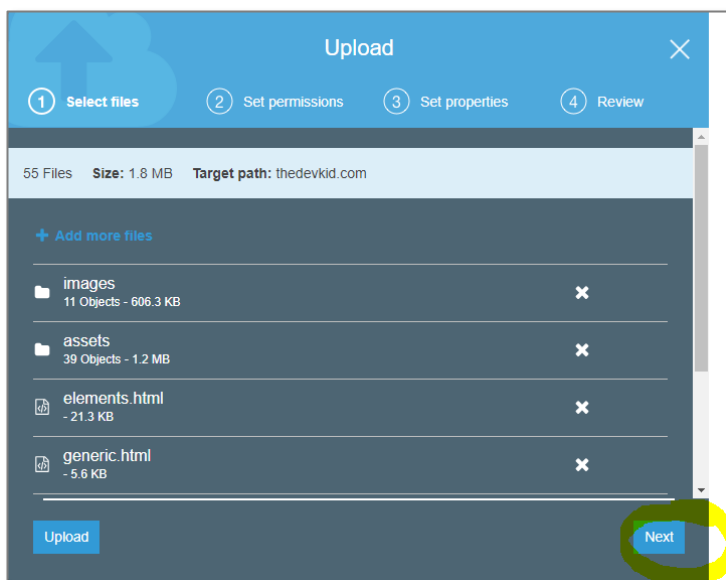 Upload
1 Select files 2 Set permissions 3 Set properties 4 Review
55 Files Size: 1.8 MB Target path: thedevkid.com
+ Add more files
images
11 Objects - 606.3 KB
assets
39 Objects - 1.2 MB
elements.html
- 21.3 KB
generic.html
- 5.6 KB
Upload Next